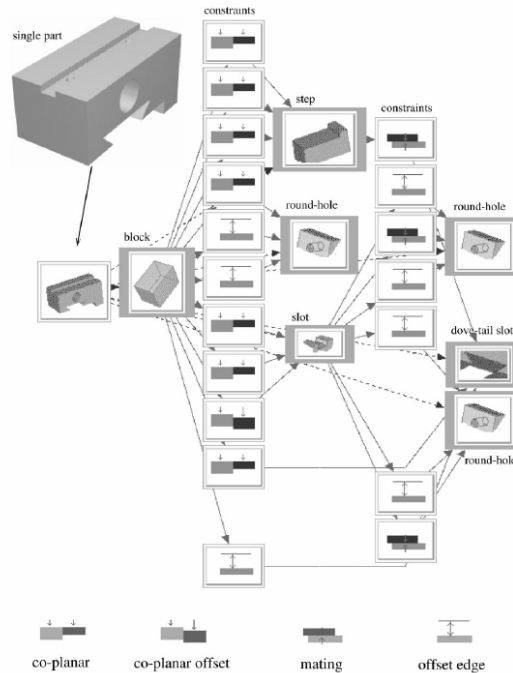 constraints
single part
step
constraints
round-hole
round-hole
block
slot
dove-tail slot
round-hole
co-planar
co-planar offset
mating
offset edge